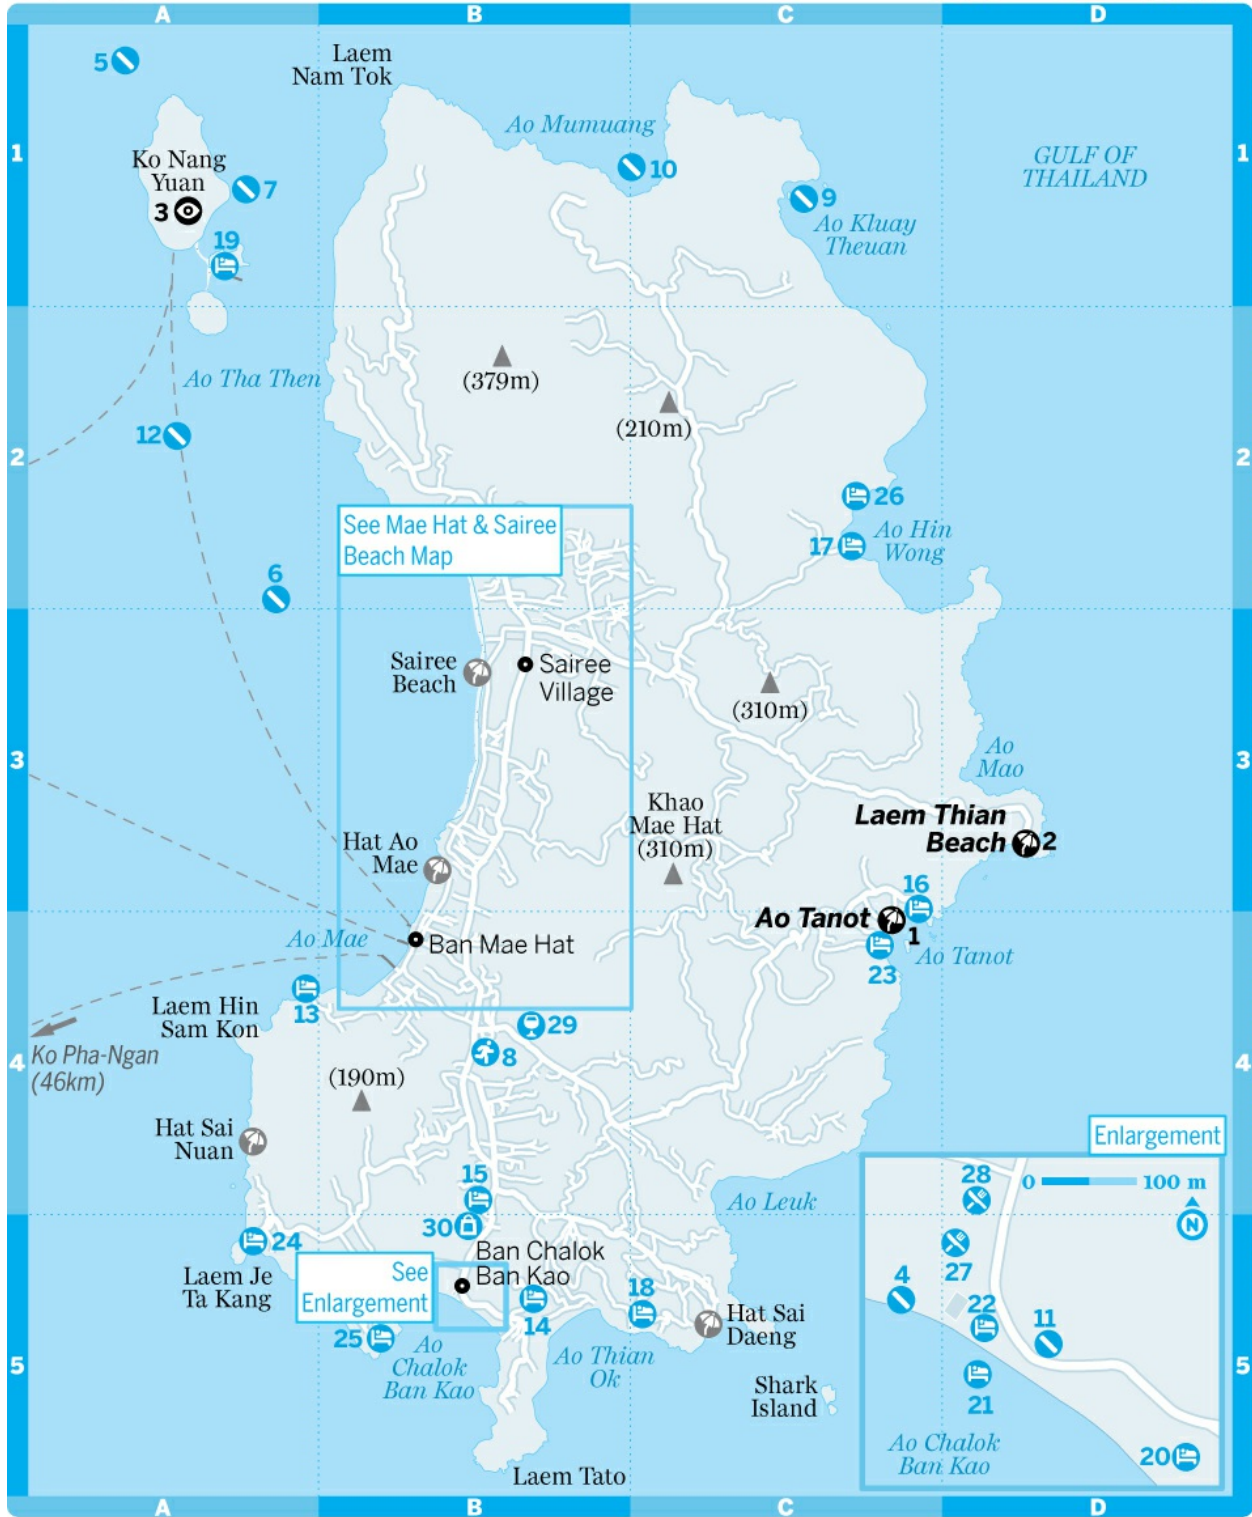 A
B
C
D
5
Laem
Nam Tok
Ao Mumuang
1
1
Ko Nang
Yuan
3
7
10
GULF OF
THAILAND
9
Ao Kluay
Theuan
19
(379m)
Ao Tha Then
(210m)
12
2
2
26
See Mae Hat & Sairee
Beach Map
17
Ao Hin
Wong
6
Sairee
Beach
Sairee
Village
(310m)
3
3
Ao
Mao
Khao
Mae Hat
(310m)
Laem Thian
Beach
2
Hat Ao
Mae
16
Ao Tanot
1
Ao Mae
Ban Mae Hat
Ao Tanot
23
Laem Hin
Sam Kon
13
29
Ko Pha-Ngan
(46km)
8
4
4
(190m)
Hat Sai
Nuan
Enlargement
15
28
0
100 m
N
Ao Leuk
30
24
Ban Chalok
Ban Kao
27
Laem Je
Ta Kang
See
Enlargement
18
4
22
11
14
Hat Sai
Daeng
25
Ao
Chalok
Ban Kao
Ao Thian
Ok
5
5
Shark
Island
21
Ao Chalok
Ban Kao
20
Laem Tato
A
B
C
D